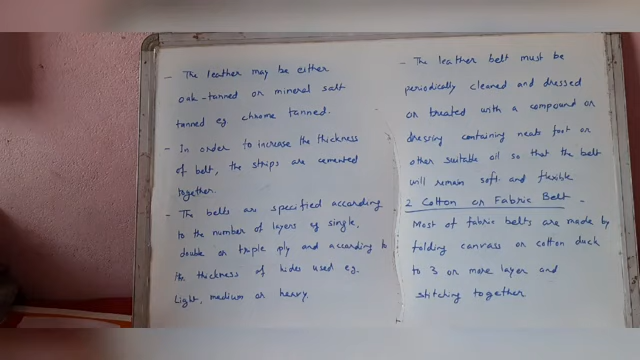 - The leather may be either
oak-tanned or mineral salt
tanned eg chrome tanned.
- In order to increase the thickness
of belt, the strips are cemented
together.
- The belts are specified according
to the number of layers eg single,
double or triple ply and according to
the thickness of hides used eg.
Light, medium or heavy.
- The leather belt must be
periodically cleaned and dressed
or treated with a compound or
dressing containing neats foot or
other suitable oil so that the belt
will remain soft and flexible
2 Cotton or Fabric Belt -
Most of fabric belts are made by
folding canvass or cotton duck
to 3 or more layer and
stitching together